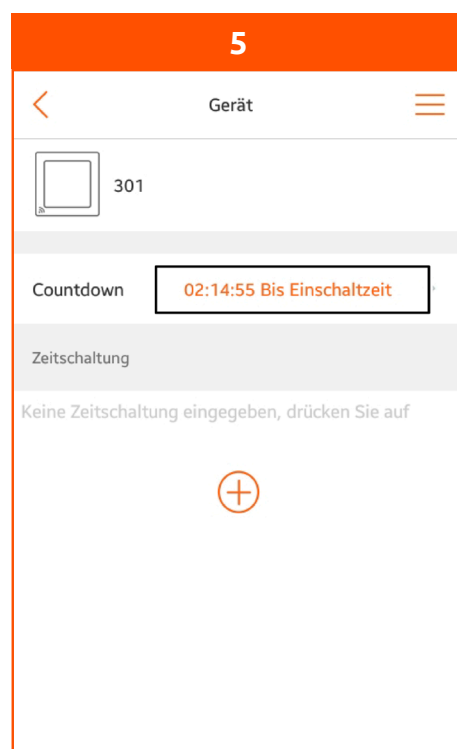 5
Gerät
301
Countdown 02:14:55 Bis Einschaltzeit
Zeitschaltung
Keine Zeitschaltung eingegeben, drücken Sie auf